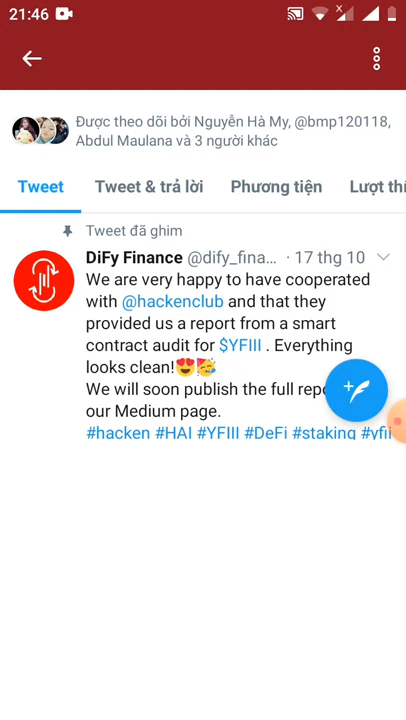 21:46
Được theo dõi bởi Nguyễn Hà My, @bmp120118,
Abdul Maulana và 3 người khác
Tweet Tweet & trả lời Phương tiện Lượt thí
Tweet đã ghim
DiFy Finance @dify_fina... · 17 thg 10
We are very happy to have cooperated
with @hackenclub and that they
provided us a report from a smart
contract audit for $YFIII . Everything
looks clean!😍🥳
We will soon publish the full repo
our Medium page.
#hacken #HAI #YFIII #DeFi #staking #yfii